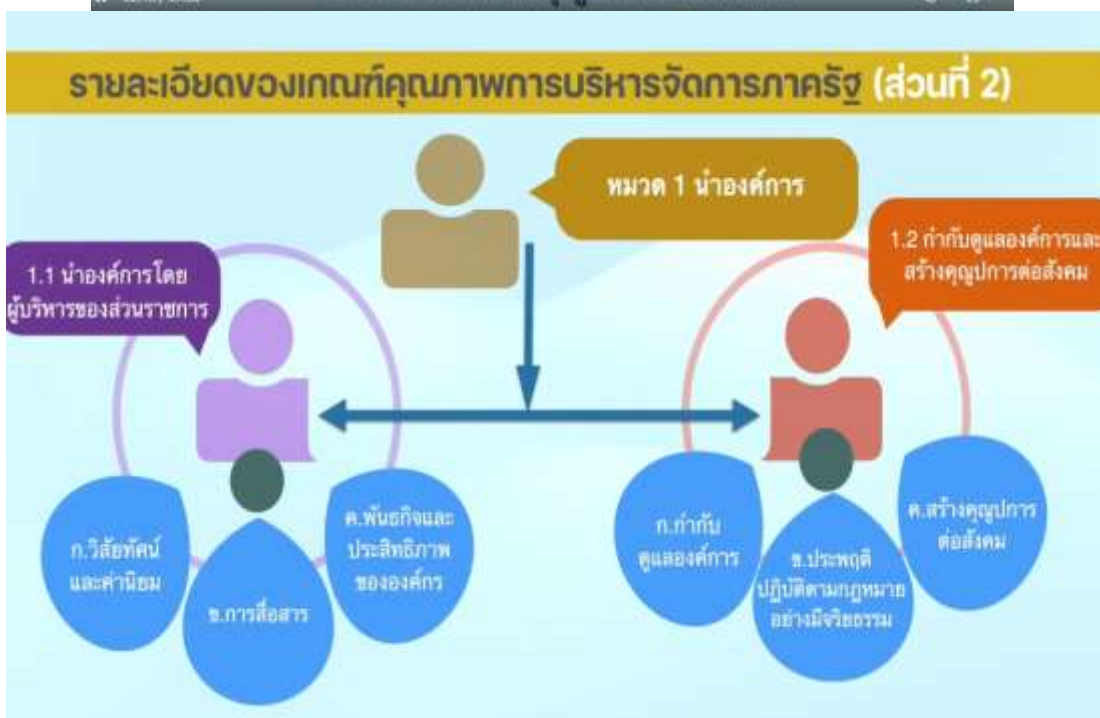 รายละเอียดของเกณฑ์คุณภาพการบริหารจัดการภาครัฐ (ส่วนที่ 2)
หมวด 1 นำองค์การ
1.1 นำองค์การโดย
ผู้บริหารของส่วนราชการ
1.2 กำกับดูแลองค์การและ
สร้างคุณูปการต่อสังคม
ก.วิสัยทัศน์
และค่านิยม
ข.การสื่อสาร
ค.พันธกิจและ
ประสิทธิภาพ
ขององค์กร
ก.กำกับ
ดูแลองค์การ
ข.ประพฤติ
ปฏิบัติตามกฎหมาย
อย่างมีจริยธรรม
ค.สร้างคุณูปการ
ต่อสังคม